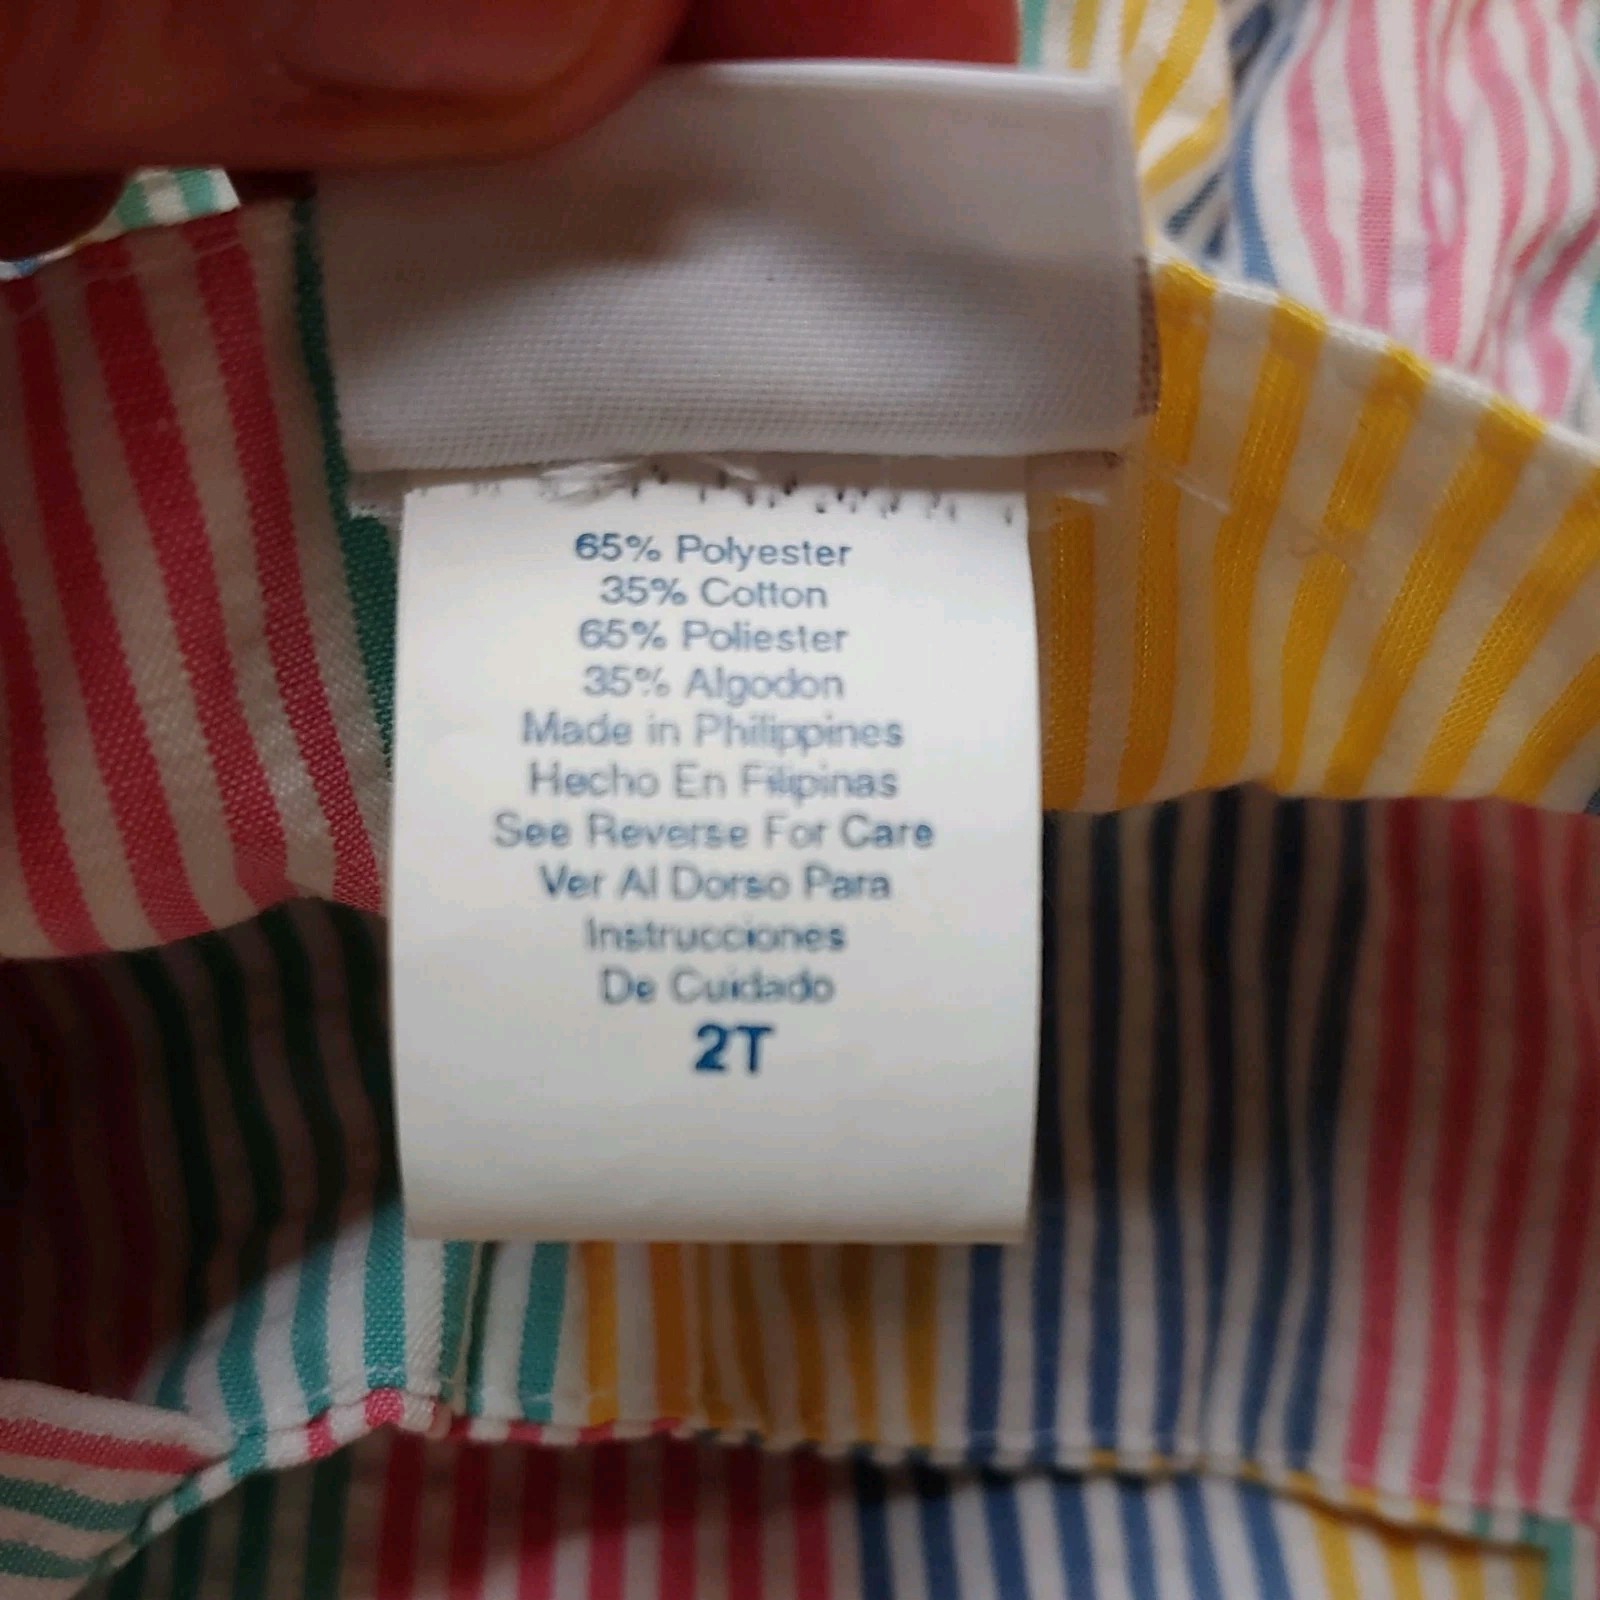 65% Polyester
35% Cotton
65% Poliester
35% Algodon
Made in Philippines
Hecho En Filipinas
See Reverse For Care
Ver Al Dorso Para
Instrucciones
De Cuidado
2T